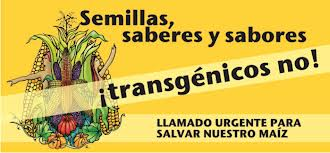 Semillas,
saberes y sabores
¡transgénicos no!
LLAMADO URGENTE PARA
SALVAR NUESTRO MAÍZ